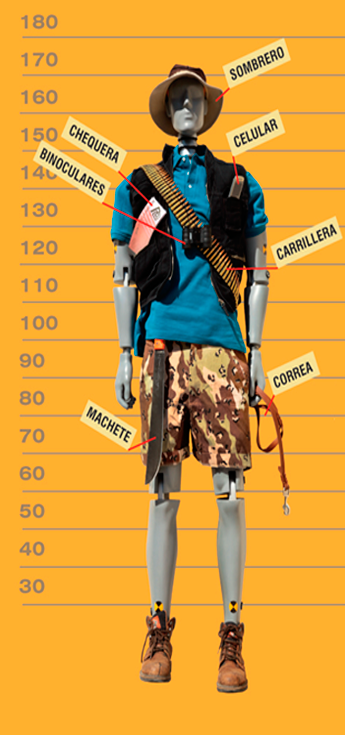 180
170
SOMBRERO
160
CELULAR
150
CHEQUERA
140
BINOCULARES
130
CARRILLERA
120
110
100
90
CORREA
80
MACHETE
70
60
50
40
30